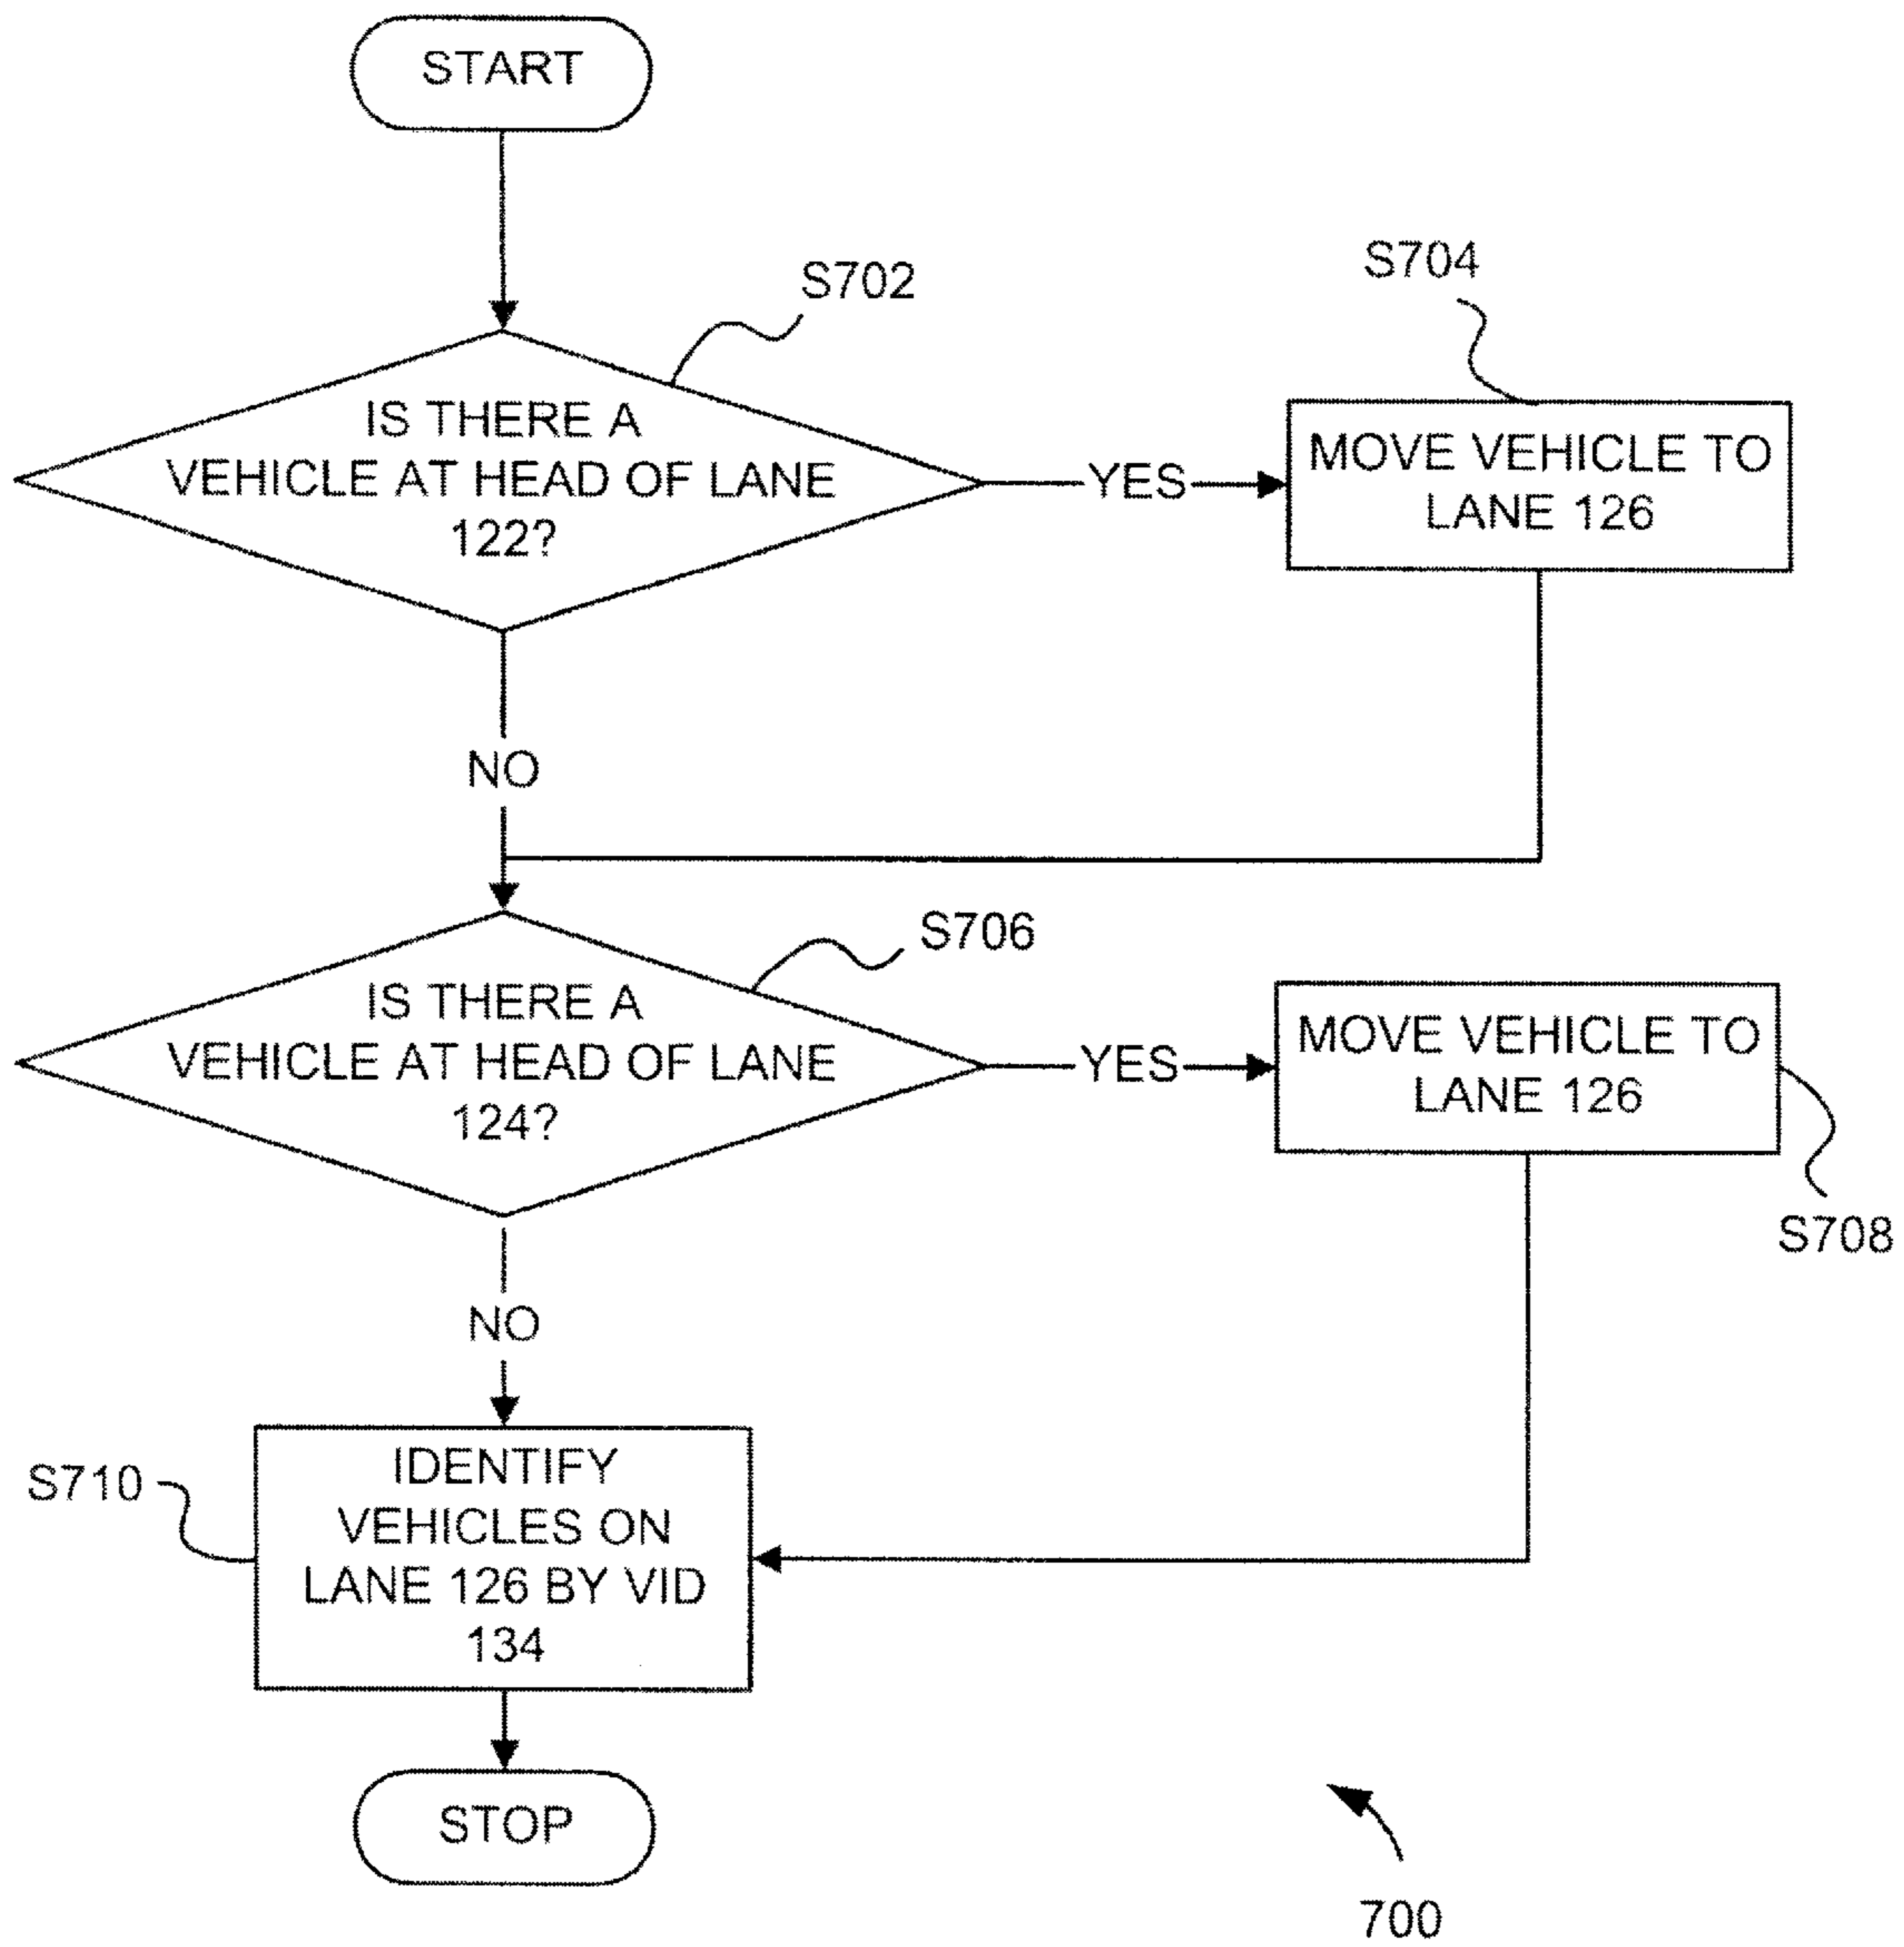 START
S702
S704
IS THERE A
VEHICLE AT HEAD OF LANE
122?
YES
MOVE VEHICLE TO
LANE 126
NO
S706
IS THERE A
VEHICLE AT HEAD OF LANE
124?
YES
MOVE VEHICLE TO
LANE 126
S708
NO
S710
IDENTIFY
VEHICLES ON
LANE 126 BY VID
134
STOP
700